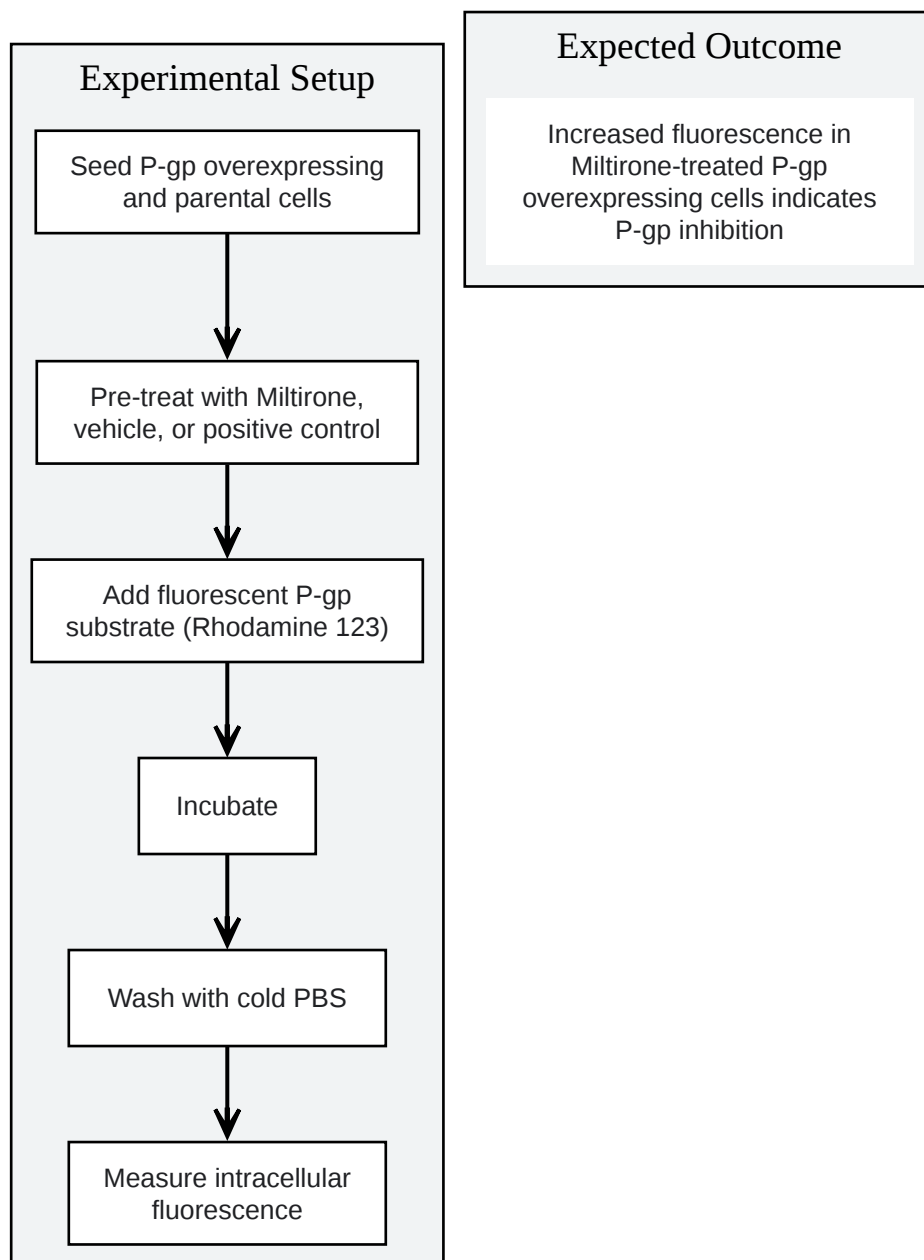 Experimental Setup
Seed P-gp overexpressing
and parental cells
Pre-treat with Miltirone,
vehicle, or positive control
Add fluorescent P-gp
substrate (Rhodamine 123)
Incubate
Wash with cold PBS
Measure intracellular
fluorescence
Expected Outcome
Increased fluorescence in
Miltirone-treated P-gp
overexpressing cells indicates
P-gp inhibition